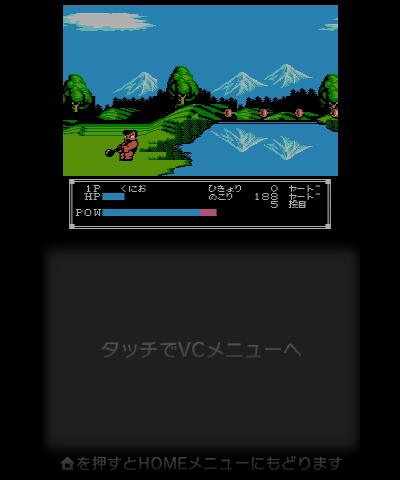 1P くにお ひきょり 0 ヤード
HP のこり 188 ヤード
5 投目
POW
タッチでVCメニューへ
を押すとHOMEメニューにもどります